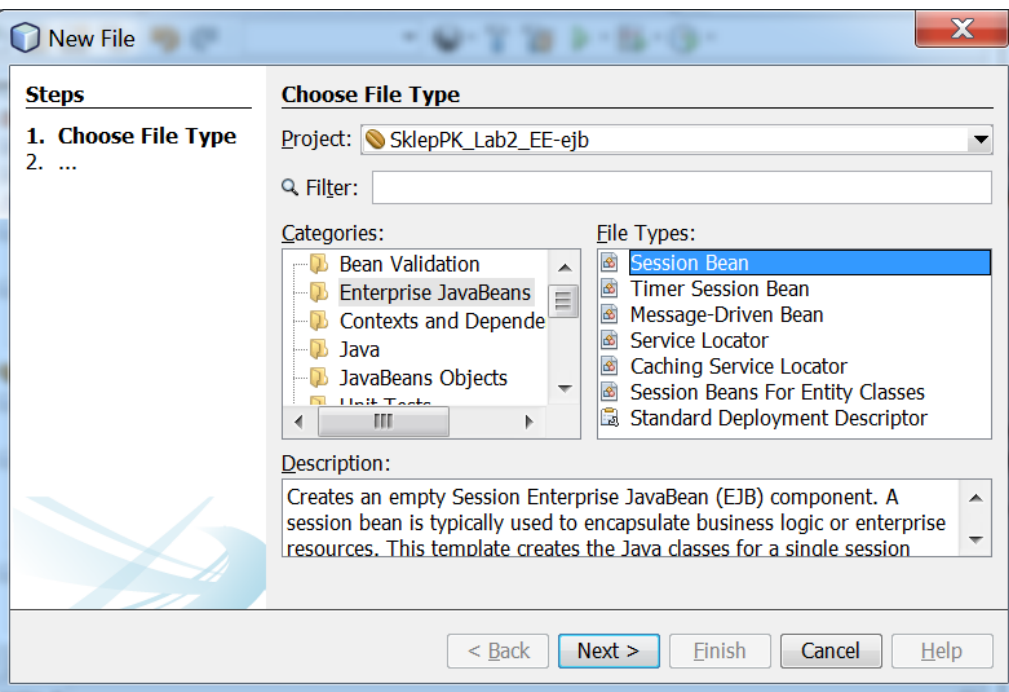 New File
X
Steps
1. Choose File Type
2. ...
Choose File Type
Project: SklepPK_Lab2_EE-ejb
Filter:
Categories:
Bean Validation
Enterprise JavaBeans
Contexts and Depende
Java
JavaBeans Objects
Unit Tests
File Types:
Session Bean
Timer Session Bean
Message-Driven Bean
Service Locator
Caching Service Locator
Session Beans For Entity Classes
Standard Deployment Descriptor
Description:
Creates an empty Session Enterprise JavaBean (EJB) component. A
session bean is typically used to encapsulate business logic or enterprise
resources. This template creates the Java classes for a single session
< Back
Next >
Finish
Cancel
Help